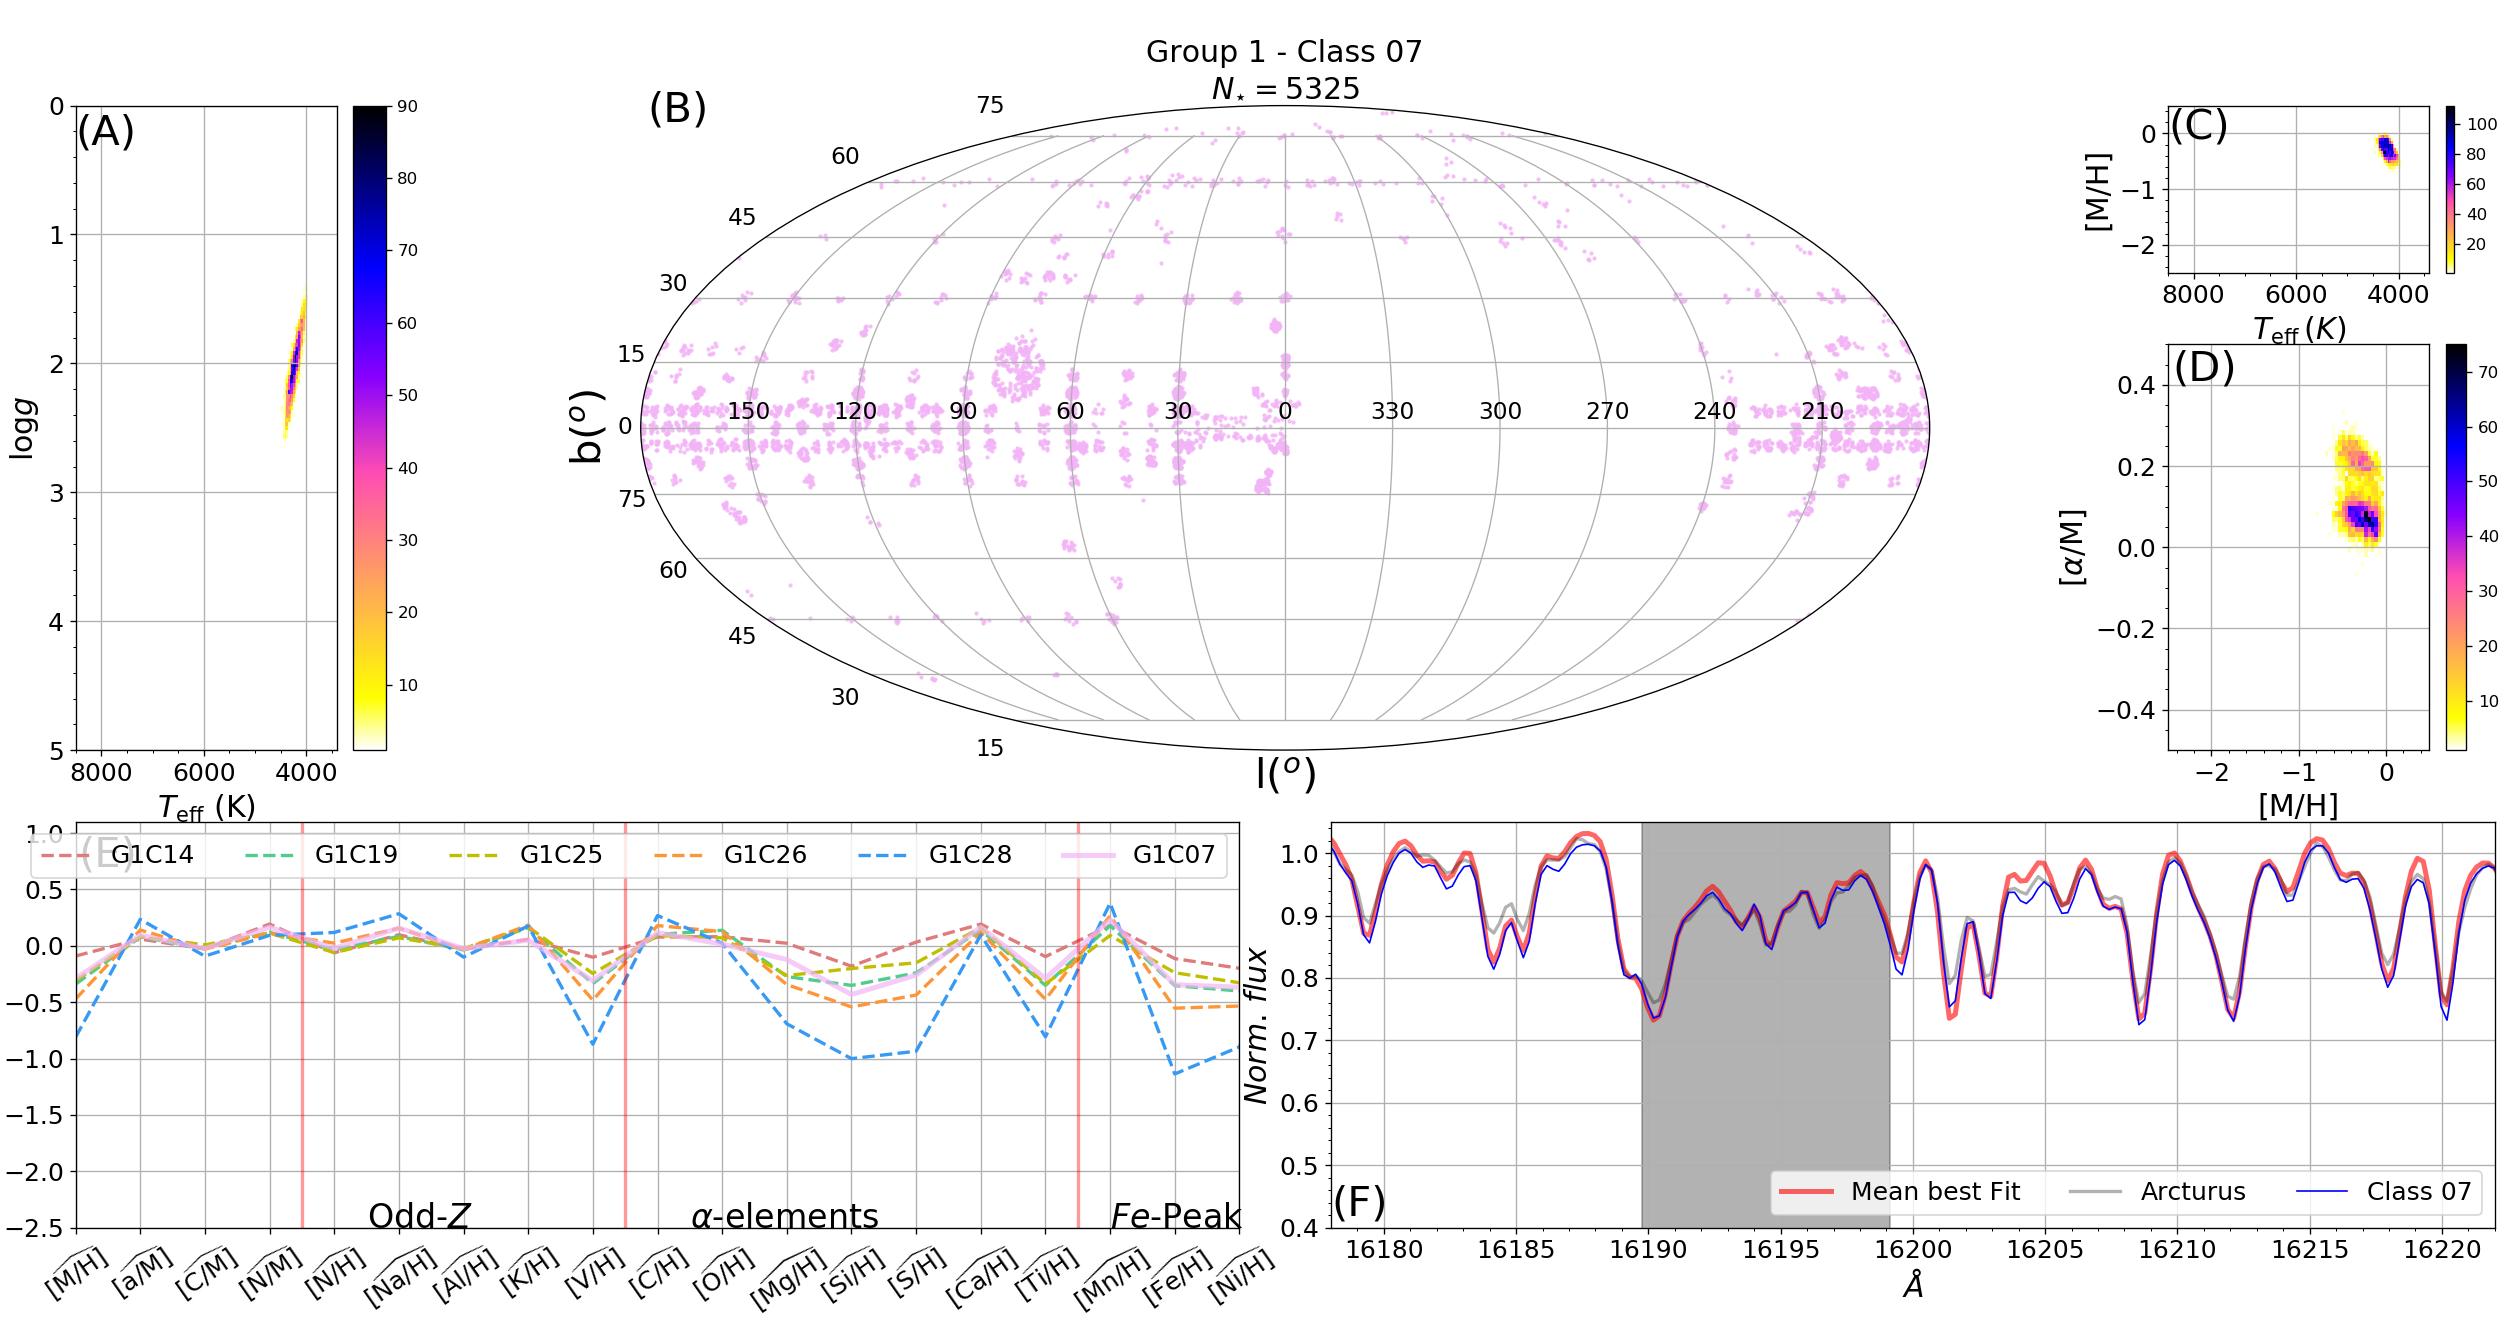 Group 1 - Class 07
N⋆ = 5325
(A)
0
1
2
3
4
5
logg
8000 6000 4000
Teff (K)
90
80
70
60
50
40
30
20
10
(B)
75
60
45
30
15
0
75
60
45
30
15
b(°)
150 120 90 60 30 0 330 300 270 240 210
l(°)
(C)
0
−1
−2
[M/H]
8000 6000 4000
Teff (K)
100
80
60
40
20
(D)
0.4
0.2
0.0
−0.2
−0.4
[α/M]
−2 −1 0
[M/H]
70
60
50
40
30
20
10
(E)
G1C14 G1C19 G1C25 G1C26 G1C28 G1C07
1.0
0.5
0.0
−0.5
−1.0
−1.5
−2.0
−2.5
Odd-Z α-elements Fe-Peak
[M/H] [a/M] [C/M] [N/M] [N/H] [Na/H] [Al/H] [K/H] [V/H] [C/H] [O/H] [Mg/H] [Si/H] [S/H] [Ca/H] [Ti/H] [Mn/H] [Fe/H] [Ni/H]
(F)
1.0
0.9
0.8
0.7
0.6
0.5
0.4
Norm. flux
Mean best Fit Arcturus Class 07
16180 16185 16190 16195 16200 16205 16210 16215 16220
Å